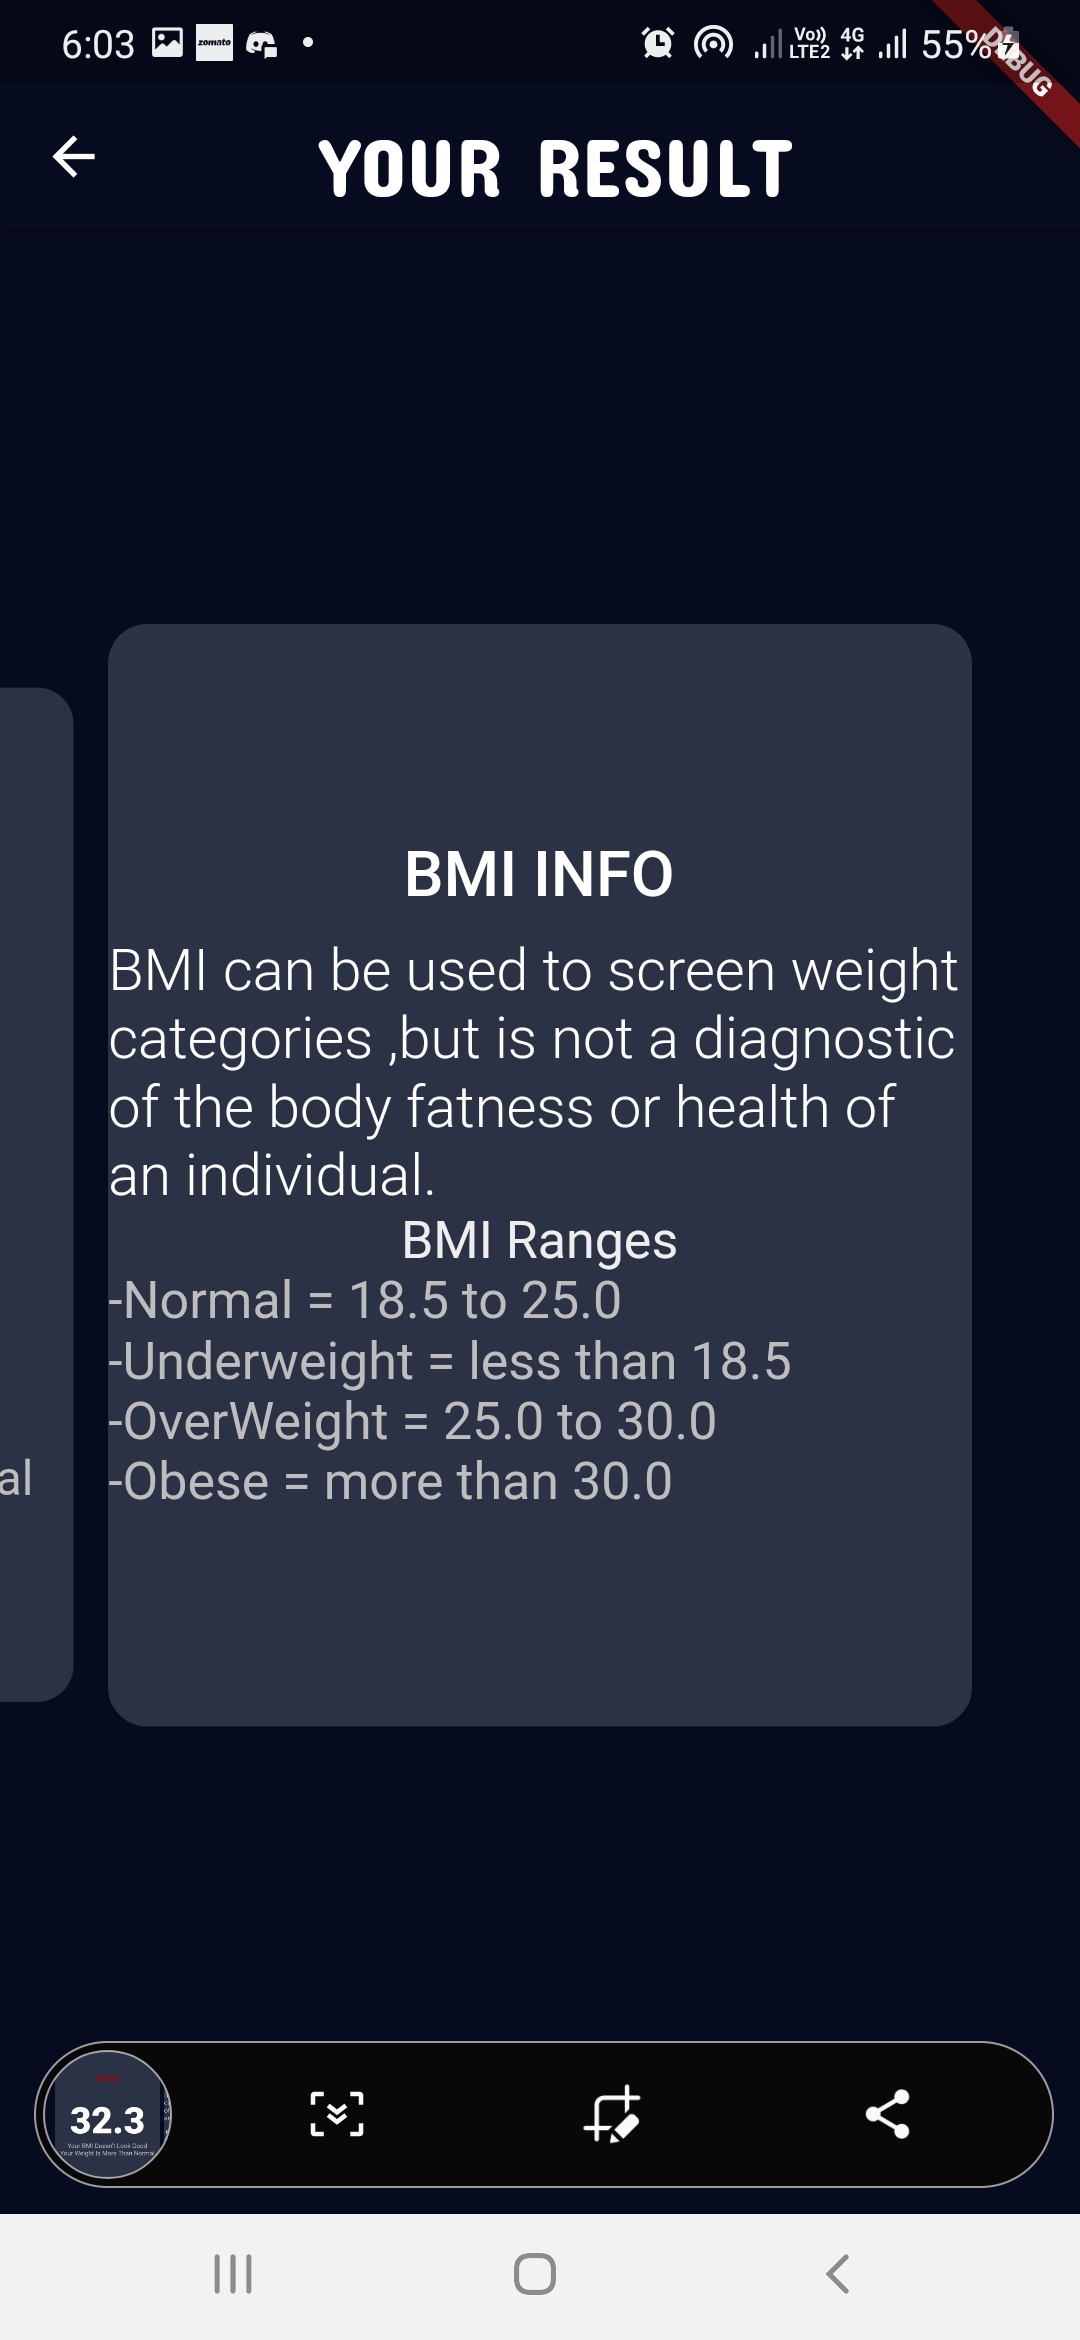 6:03 zomato Vo)) LTE2 4G 55%
DEBUG
YOUR RESULT
BMI INFO
BMI can be used to screen weight
categories ,but is not a diagnostic
of the body fatness or health of
an individual.
BMI Ranges
-Normal = 18.5 to 25.0
-Underweight = less than 18.5
-OverWeight = 25.0 to 30.0
al
-Obese = more than 30.0
32.3
Your BMI Doesn't Look Good
Your Weight Is More Than Normal